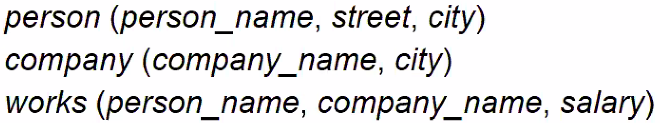 person (person_name, street, city)
company (company_name, city)
works (person_name, company_name, salary)